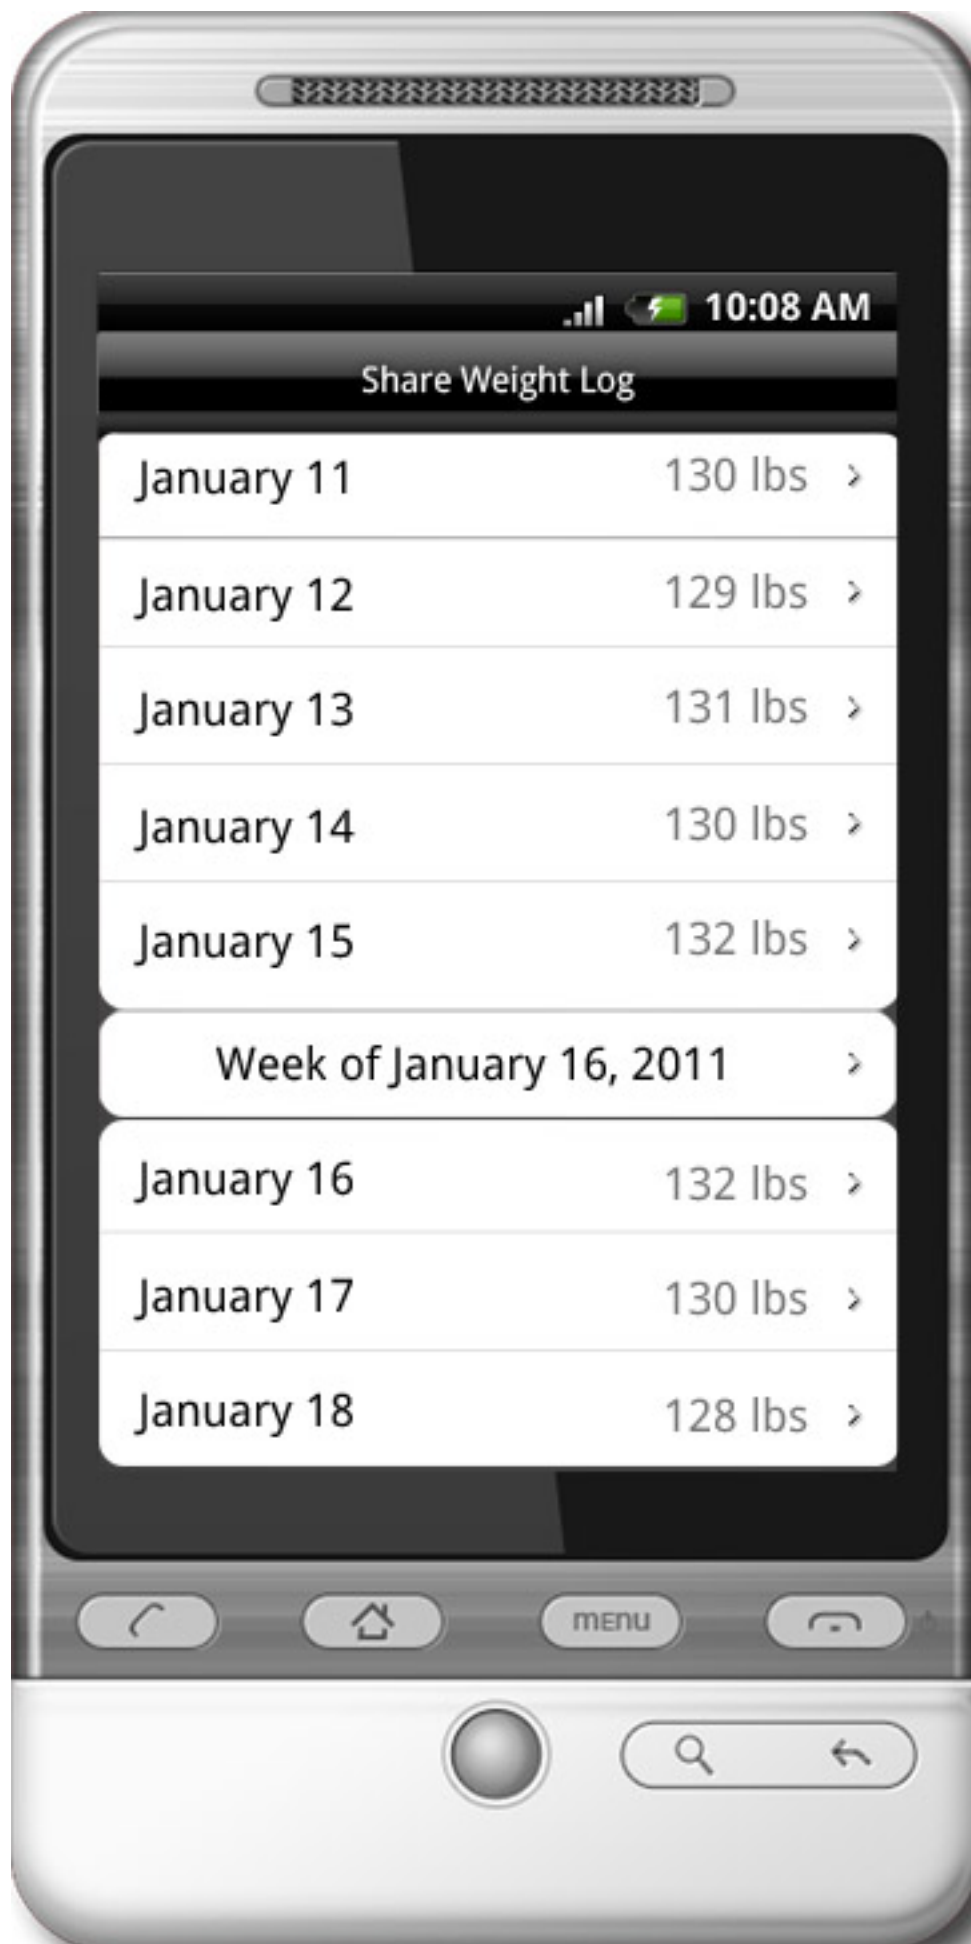 10:08 AM
Share Weight Log
January 11 130 lbs
January 12 129 lbs
January 13 131 lbs
January 14 130 lbs
January 15 132 lbs
Week of January 16, 2011
January 16 132 lbs
January 17 130 lbs
January 18 128 lbs
MENU